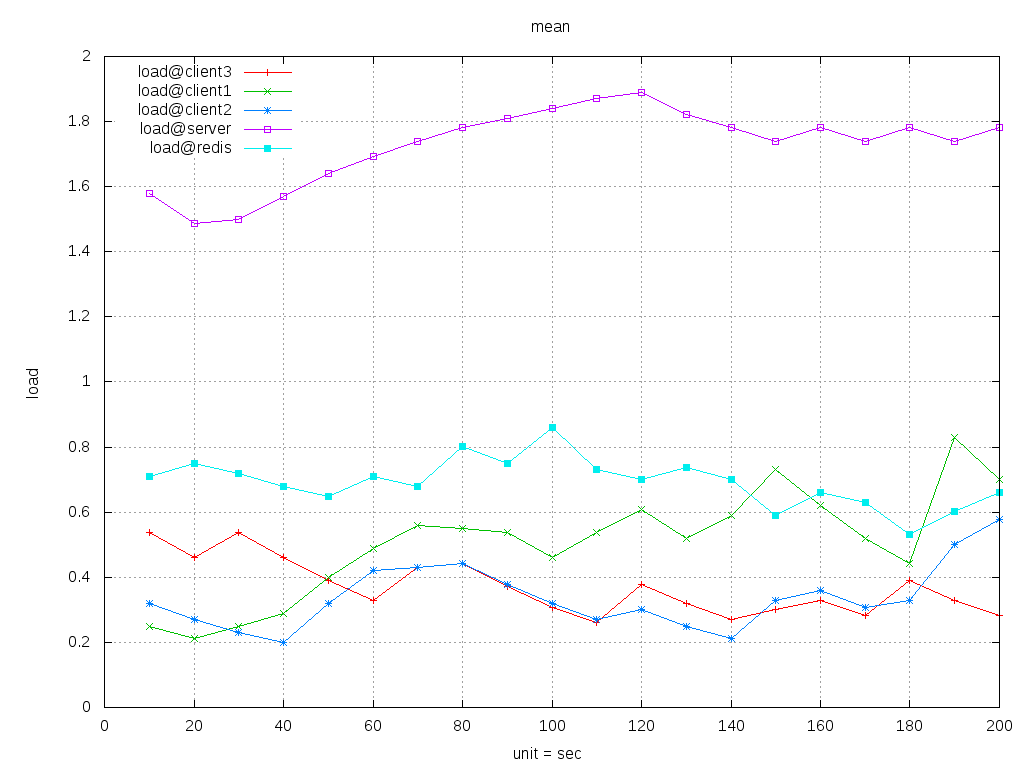 mean
load@client3
load@client1
load@client2
load@server
load@redis
2
1.8
1.6
1.4
1.2
1
0.8
0.6
0.4
0.2
0
load
0 20 40 60 80 100 120 140 160 180 200
unit = sec